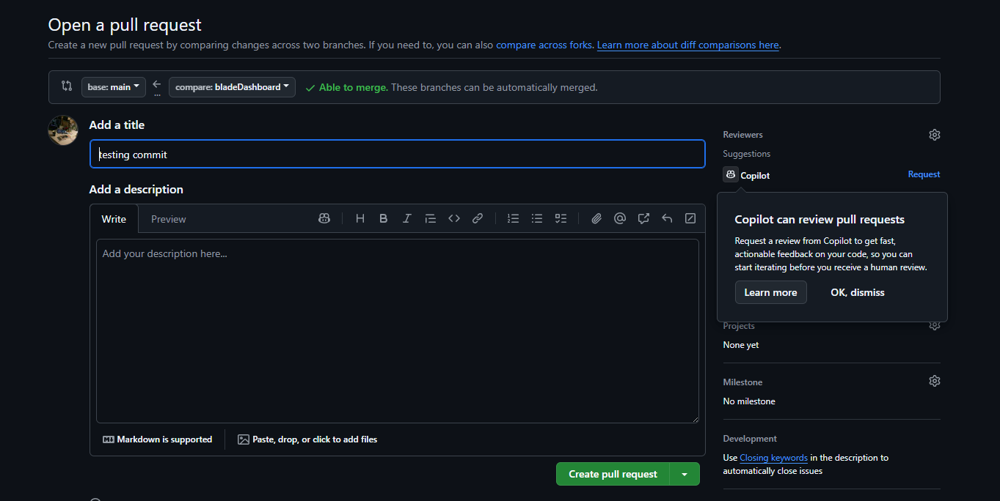 Open a pull request
Create a new pull request by comparing changes across two branches. If you need to, you can also compare across forks. Learn more about diff comparisons here.
base: main
...
compare: bladeDashboard
Able to merge. These branches can be automatically merged.
Add a title
testing commit
Add a description
Write
Preview
Add your description here...
Markdown is supported
Paste, drop, or click to add files
Create pull request
Reviewers
Suggestions
Copilot
Request
Copilot can review pull requests
Request a review from Copilot to get fast,
actionable feedback on your code, so you can
start iterating before you receive a human review.
Learn more
OK, dismiss
Projects
None yet
Milestone
No milestone
Development
Use Closing keywords in the description to
automatically close issues